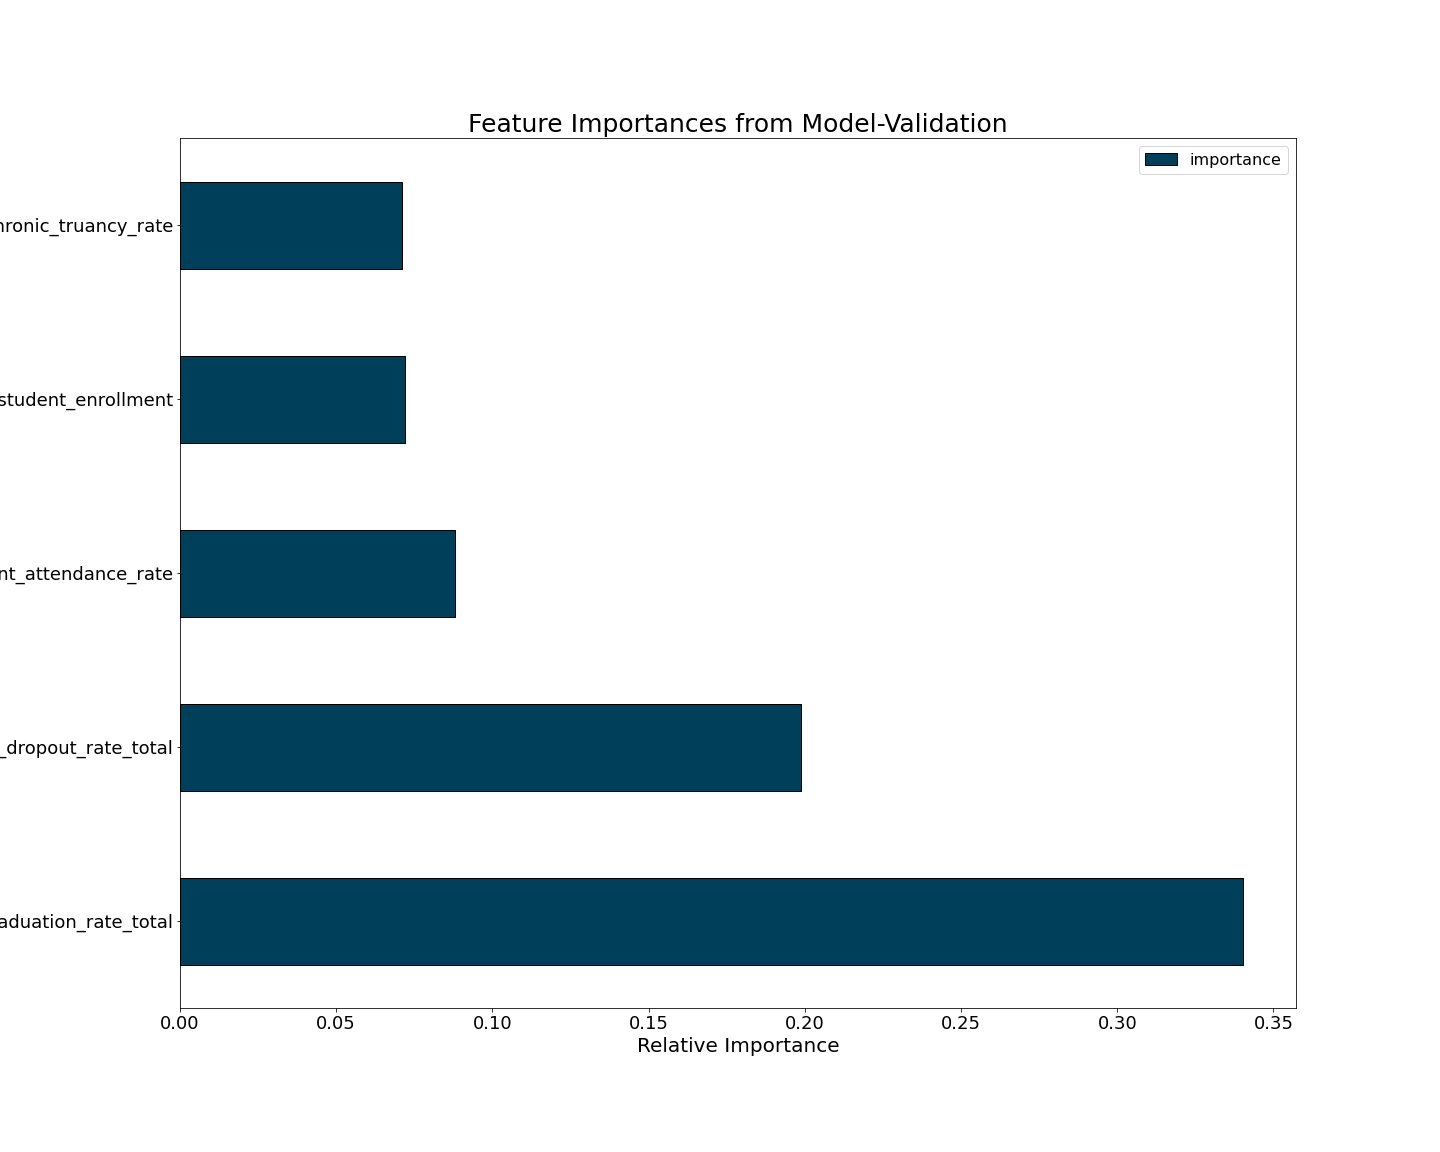 Feature Importances from Model-Validation
importance
hronic_truancy_rate
student_enrollment
nt_attendance_rate
_dropout_rate_total
aduation_rate_total
0.00 0.05 0.10 0.15 0.20 0.25 0.30 0.35
Relative Importance